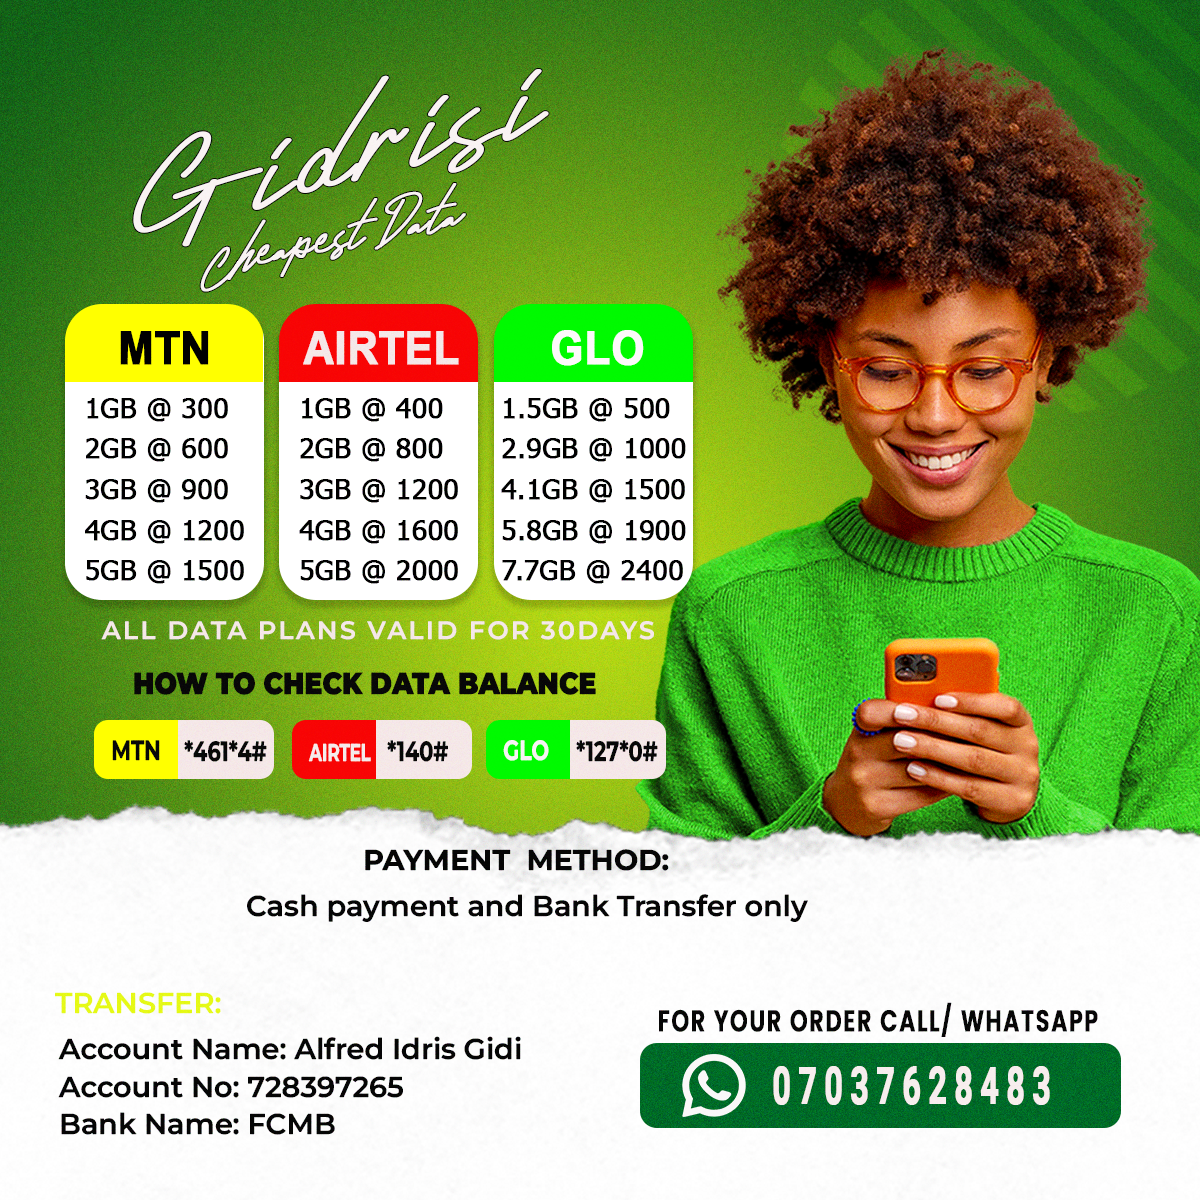 Gidrisi
Cheapest Data
MTN
1GB @ 300
2GB @ 600
3GB @ 900
4GB @ 1200
5GB @ 1500
AIRTEL
1GB @ 400
2GB @ 800
3GB @ 1200
4GB @ 1600
5GB @ 2000
GLO
1.5GB @ 500
2.9GB @ 1000
4.1GB @ 1500
5.8GB @ 1900
7.7GB @ 2400
ALL DATA PLANS VALID FOR 30DAYS
HOW TO CHECK DATA BALANCE
MTN *461*4#
AIRTEL *140#
GLO *127*0#
PAYMENT METHOD:
Cash payment and Bank Transfer only
TRANSFER:
Account Name: Alfred Idris Gidi
Account No: 728397265
Bank Name: FCMB
FOR YOUR ORDER CALL/ WHATSAPP
07037628483